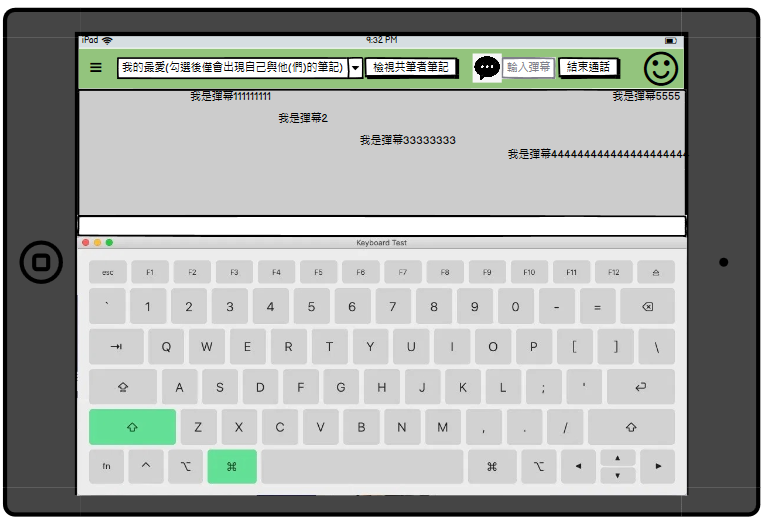 iPad 9:32 PM
我的最愛(勾選後僅會出現自己與他(們)的筆記) 檢視共筆者筆記 輸入彈幕 結束通話
我是彈幕111111111 我是彈幕5555
我是彈幕2
我是彈幕33333333
我是彈幕44444444444444444444444
Keyboard Test
esc F1 F2 F3 F4 F5 F6 F7 F8 F9 F10 F11 F12
` 1 2 3 4 5 6 7 8 9 0 - =
Q W E R T Y U I O P [ ] \
A S D F G H J K L ; '
Z X C V B N M , . /
fn ^ ⌥ ⌘ ⌘ ⌥